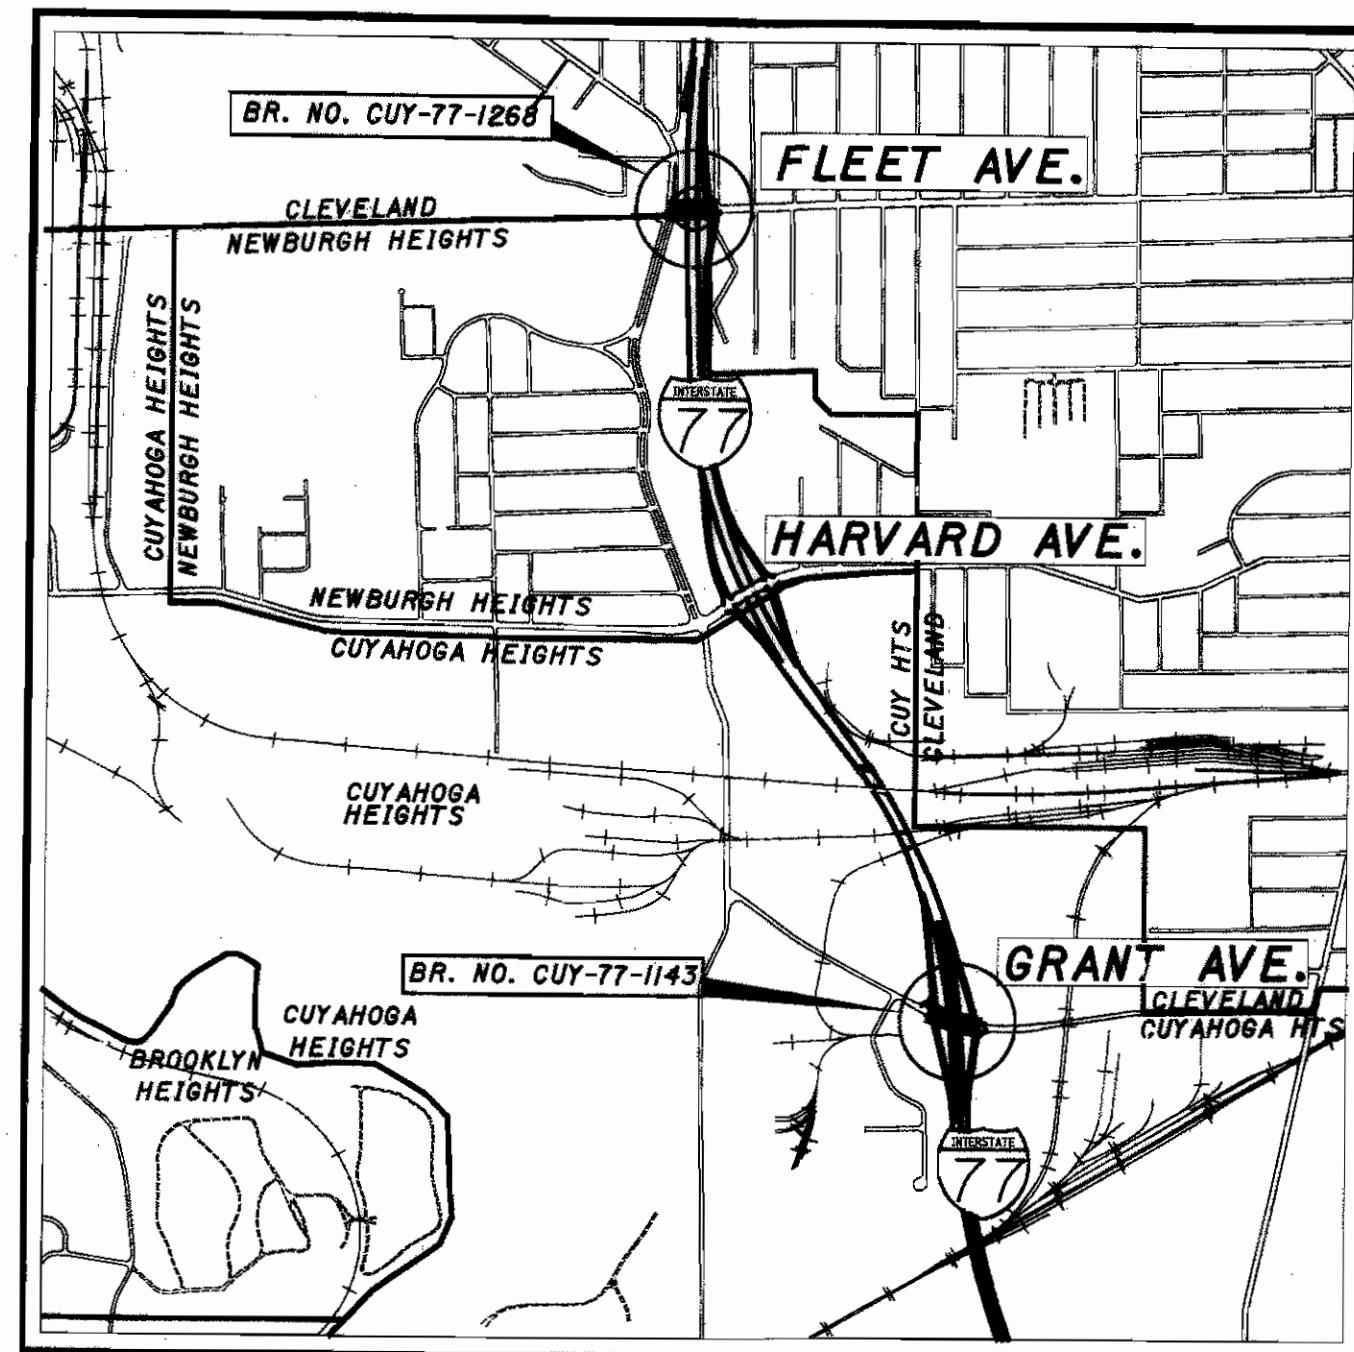 BR. NO. CUY-77-1268
FLEET AVE.
CLEVELAND
NEWBURGH HEIGHTS
CUYAHOGA HEIGHTS
NEWBURGH HEIGHTS
INTERSTATE
77
HARVARD AVE.
NEWBURGH HEIGHTS
CUYAHOGA HEIGHTS
CUY HTS
CLEVELAND
CUYAHOGA
HEIGHTS
GRANT AVE.
BR. NO. CUY-77-1143
CLEVELAND
CUYAHOGA HTS
CUYAHOGA
HEIGHTS
BROOKLYN
HEIGHTS
INTERSTATE
77